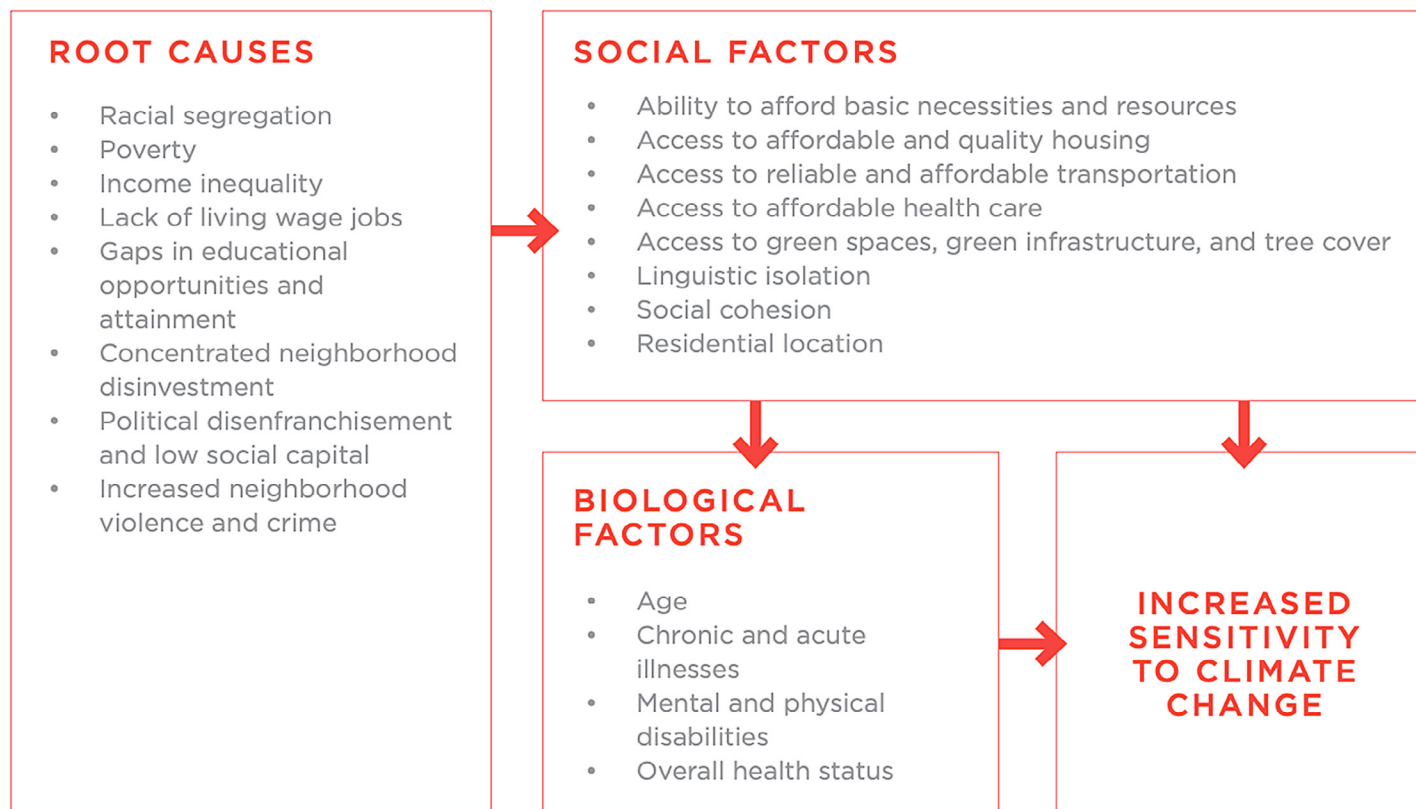 ROOT CAUSES
• Racial segregation
• Poverty
• Income inequality
• Lack of living wage jobs
• Gaps in educational
opportunities and
attainment
• Concentrated neighborhood
disinvestment
• Political disenfranchisement
and low social capital
• Increased neighborhood
violence and crime
SOCIAL FACTORS
• Ability to afford basic necessities and resources
• Access to affordable and quality housing
• Access to reliable and affordable transportation
• Access to affordable health care
• Access to green spaces, green infrastructure, and tree cover
• Linguistic isolation
• Social cohesion
• Residential location
BIOLOGICAL
FACTORS
• Age
• Chronic and acute
illnesses
• Mental and physical
disabilities
• Overall health status
INCREASED
SENSITIVITY
TO CLIMATE
CHANGE